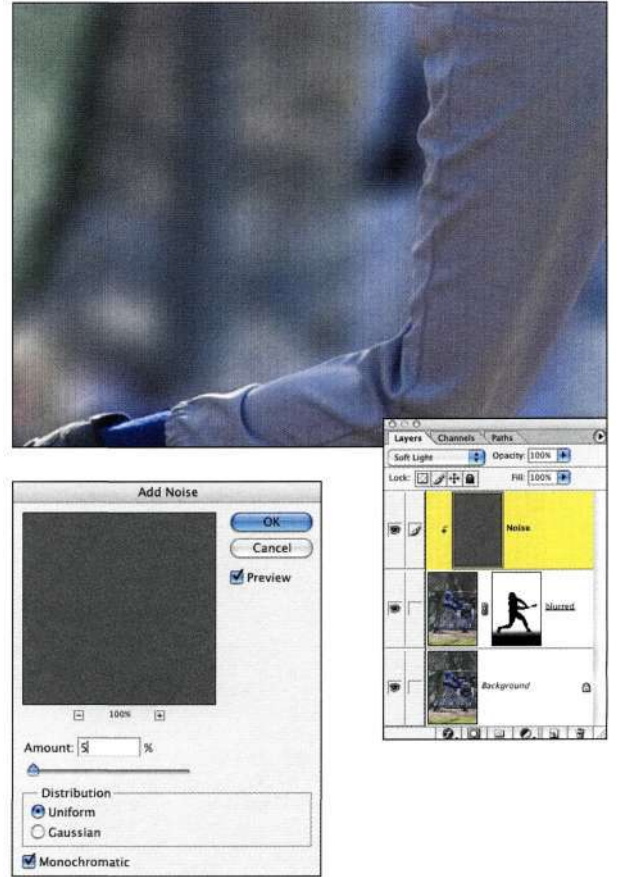 Layers Channels Paths
Soft Light Opacity: 100%
Lock: Fill: 100%
Noise
blurred
Background
Add Noise
OK
Cancel
Preview
100%
Amount: 5 %
Distribution
Uniform
Gaussian
Monochromatic